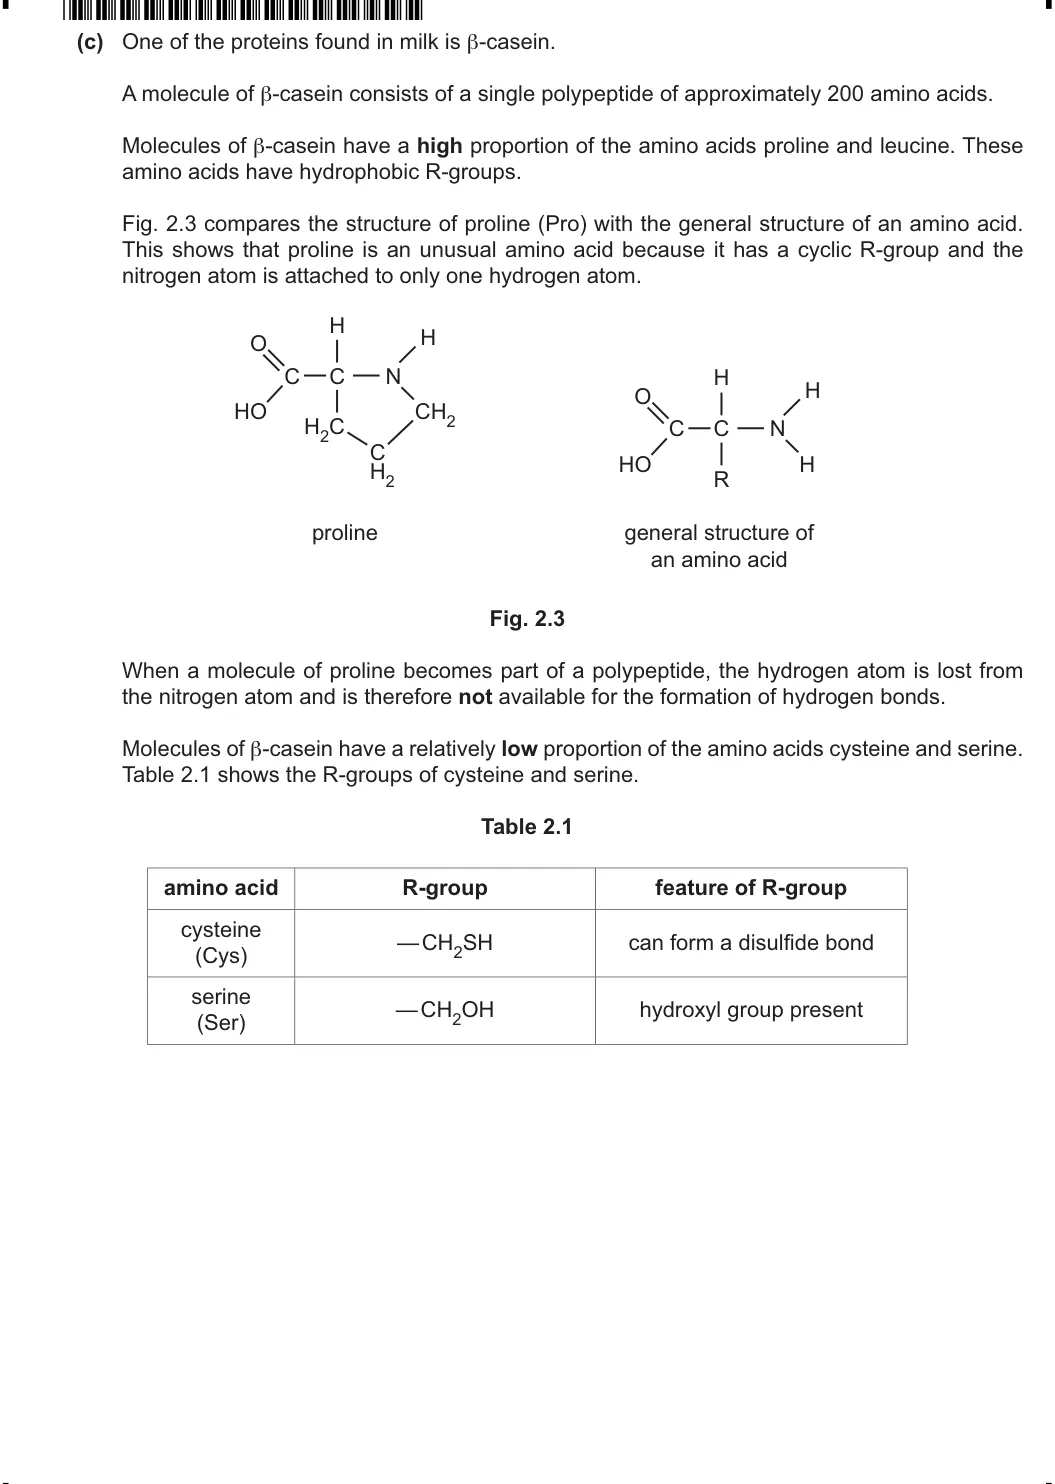 (c) One of the proteins found in milk is β-casein.
A molecule of β-casein consists of a single polypeptide of approximately 200 amino acids.
Molecules of β-casein have a high proportion of the amino acids proline and leucine. These
amino acids have hydrophobic R-groups.
Fig. 2.3 compares the structure of proline (Pro) with the general structure of an amino acid.
This shows that proline is an unusual amino acid because it has a cyclic R-group and the
nitrogen atom is attached to only one hydrogen atom.
H
O H
C C N
HO H₂C CH₂
C
H₂
proline
H
O H
C C N
HO H
R
general structure of
an amino acid
Fig. 2.3
When a molecule of proline becomes part of a polypeptide, the hydrogen atom is lost from
the nitrogen atom and is therefore not available for the formation of hydrogen bonds.
Molecules of β-casein have a relatively low proportion of the amino acids cysteine and serine.
Table 2.1 shows the R-groups of cysteine and serine.
Table 2.1
amino acid R-group feature of R-group
cysteine
(Cys) —CH₂SH can form a disulfide bond
serine
(Ser) —CH₂OH hydroxyl group present